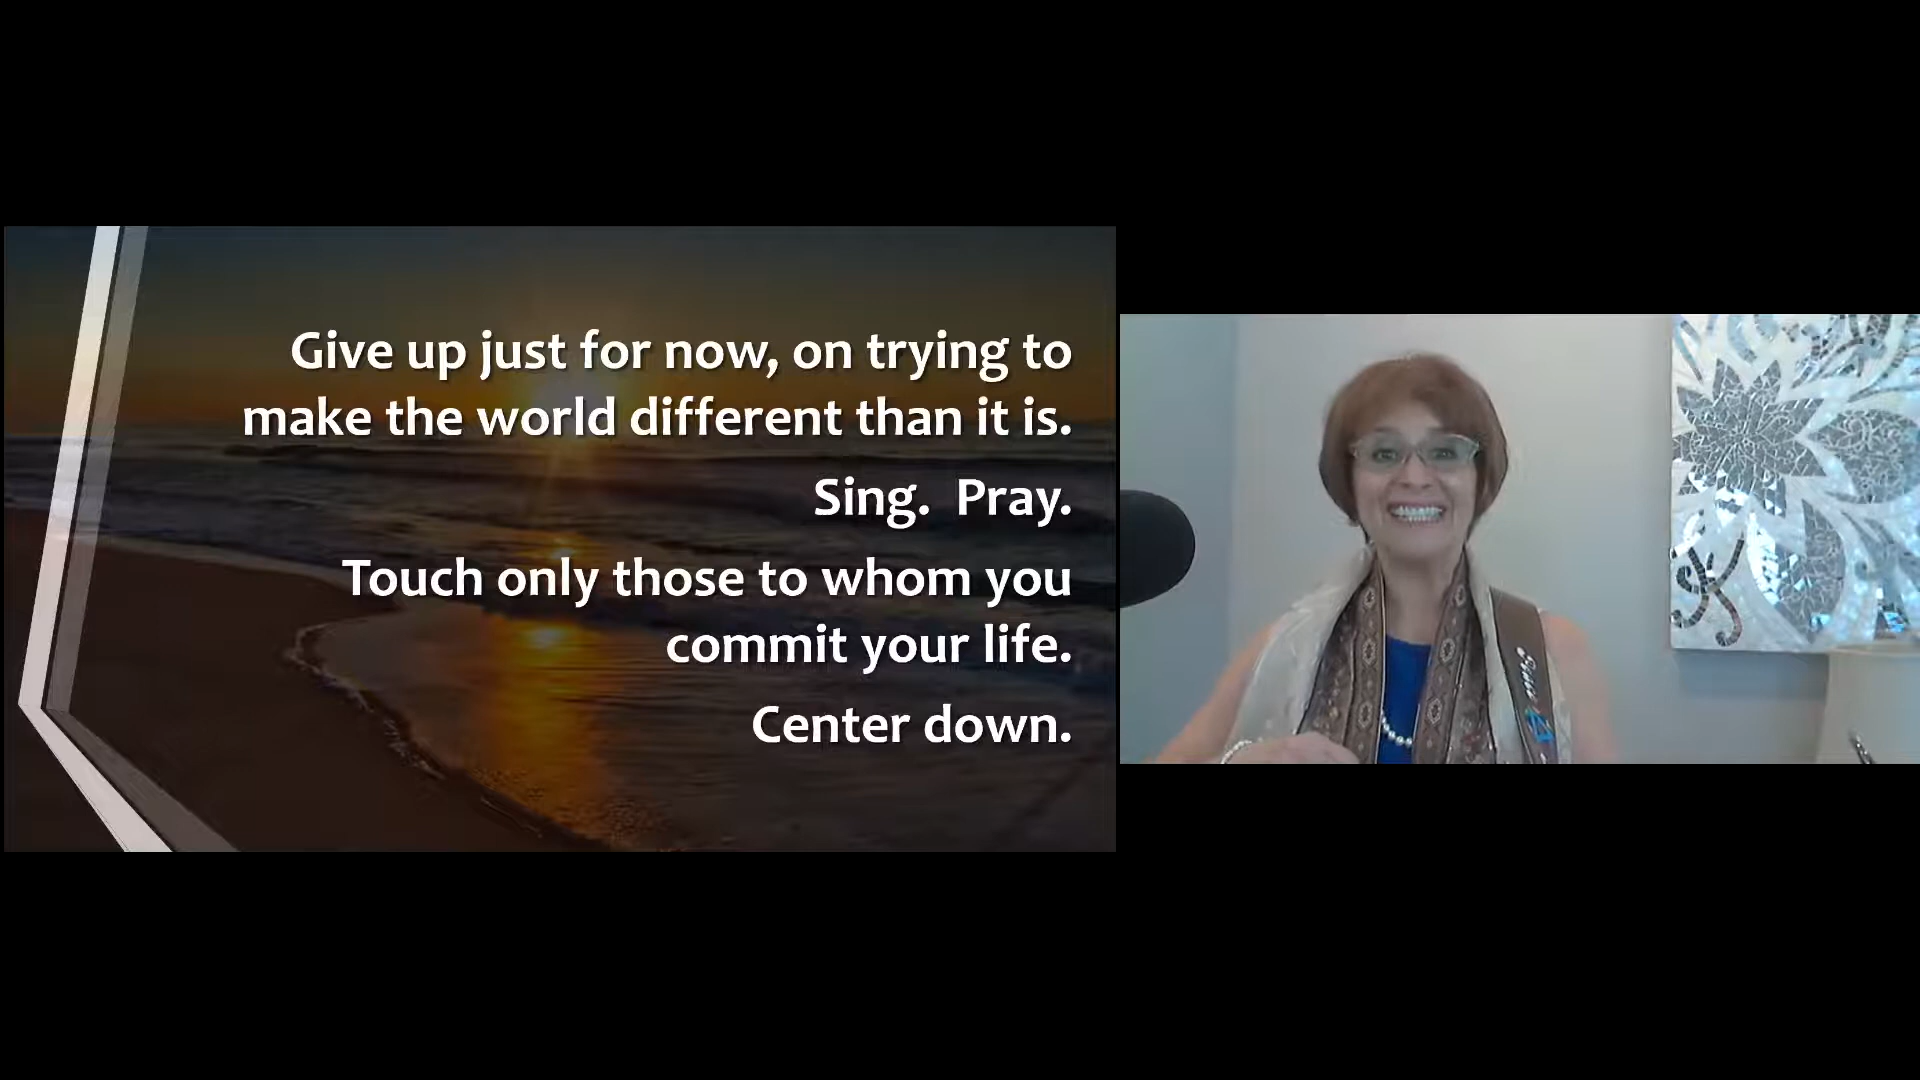 Give up just for now, on trying to
make the world different than it is.
Sing.  Pray.
Touch only those to whom you
commit your life.
Center down.